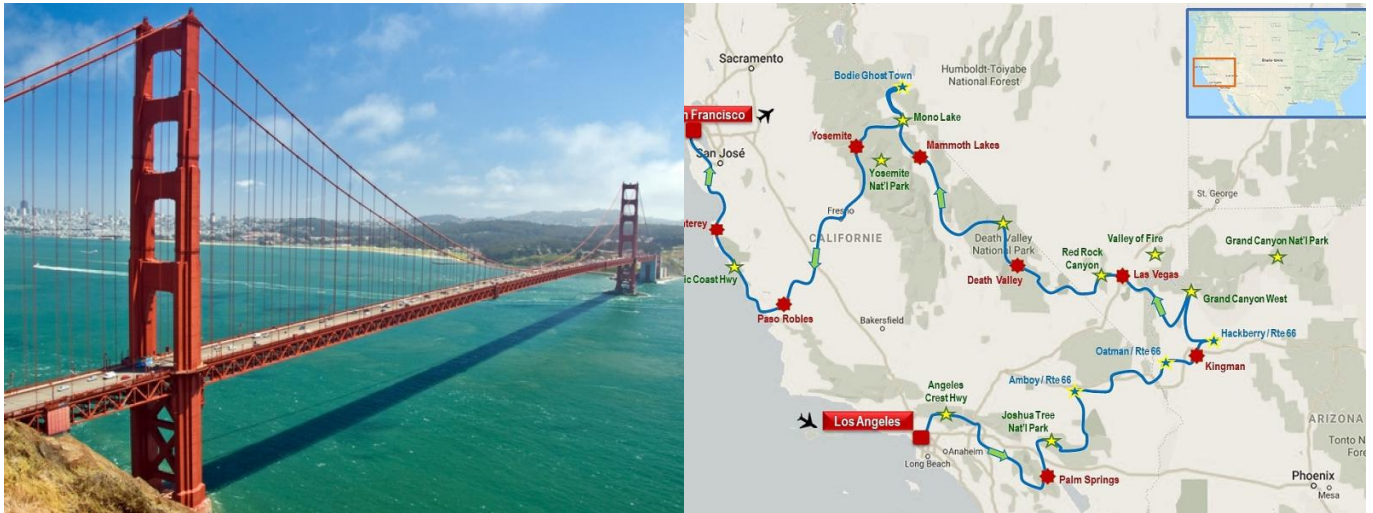 Sacramento
Bodie Ghost Town
Humboldt-Toiyabe
National Forest
n Francisco
Mono Lake
Yosemite
Mammoth Lakes
San José
Yosemite
Nat'l Park
St. George
Fresno
terey
CALIFORNIE
Death Valley
National Park
Valley of Fire
Grand Canyon Nat'l Park
Red Rock
Canyon
Las Vegas
ic Coast Hwy
Death Valley
Grand Canyon West
Paso Robles
Bakersfield
Hackberry / Rte 66
Oatman / Rte 66
Kingman
Amboy / Rte 66
Angeles
Crest Hwy
Los Angeles
Joshua Tree
Nat'l Park
ARIZONA
Anaheim
Long Beach
Tonto N
Fore
Palm Springs
Phoenix
Mesa